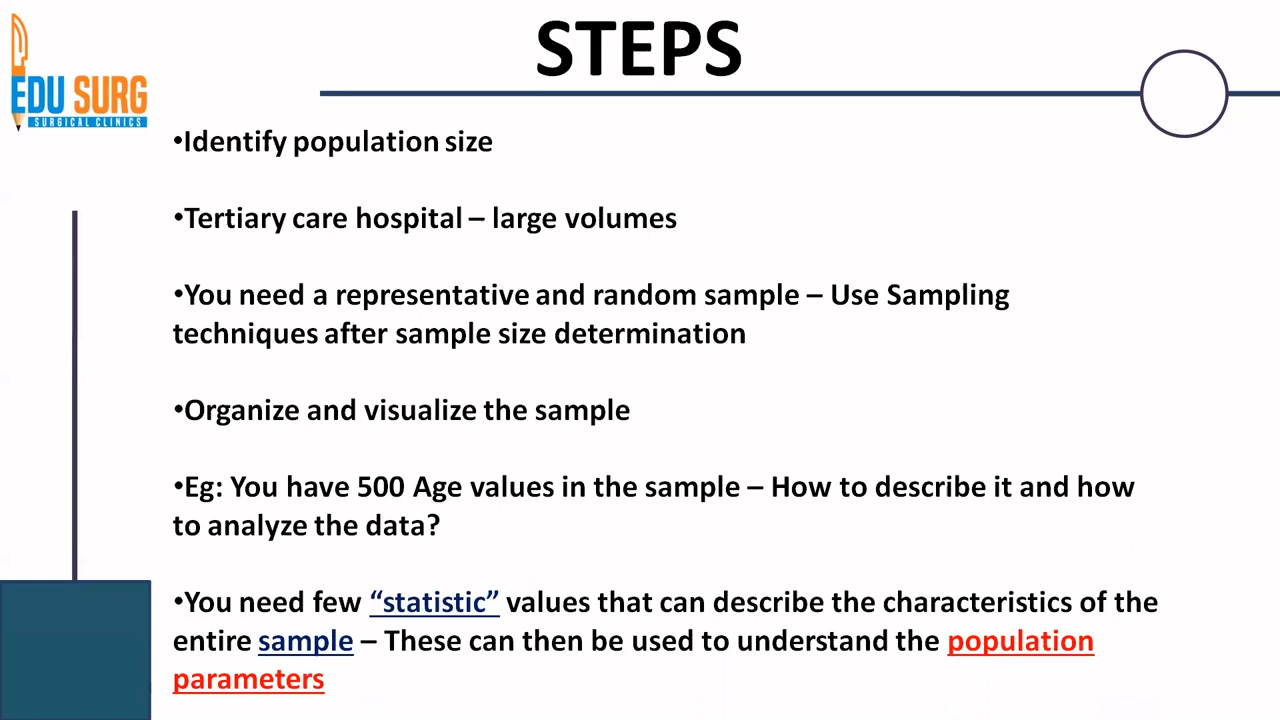 STEPS
EDU SURG
SURGICAL CLINICS
•Identify population size
•Tertiary care hospital – large volumes
•You need a representative and random sample – Use Sampling
techniques after sample size determination
•Organize and visualize the sample
•Eg: You have 500 Age values in the sample – How to describe it and how
to analyze the data?
•You need few “statistic” values that can describe the characteristics of the
entire sample – These can then be used to understand the population
parameters